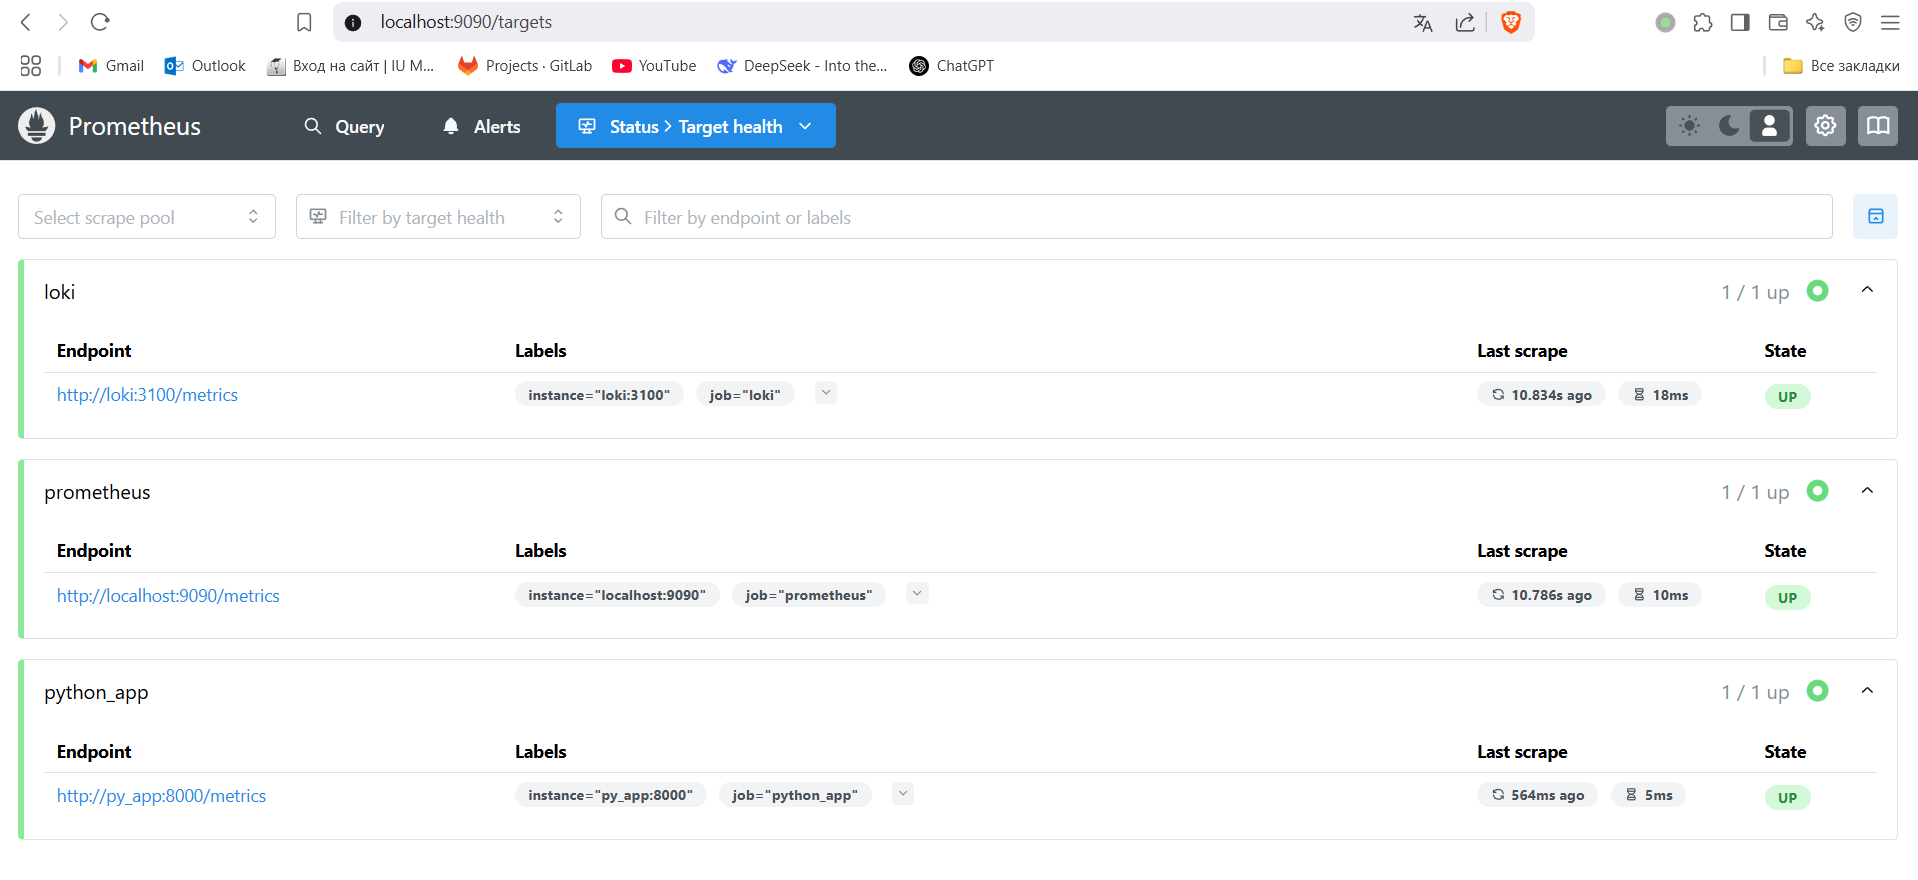 localhost:9090/targets
Gmail Outlook Вход на сайт | IU M... Projects · GitLab YouTube DeepSeek - Into the... ChatGPT Все закладки
Prometheus Query Alerts Status > Target health
Select scrape pool Filter by target health Filter by endpoint or labels
loki 1 / 1 up
Endpoint Labels Last scrape State
http://loki:3100/metrics instance="loki:3100" job="loki" 10.834s ago 18ms UP
prometheus 1 / 1 up
Endpoint Labels Last scrape State
http://localhost:9090/metrics instance="localhost:9090" job="prometheus" 10.786s ago 10ms UP
python_app 1 / 1 up
Endpoint Labels Last scrape State
http://py_app:8000/metrics instance="py_app:8000" job="python_app" 564ms ago 5ms UP